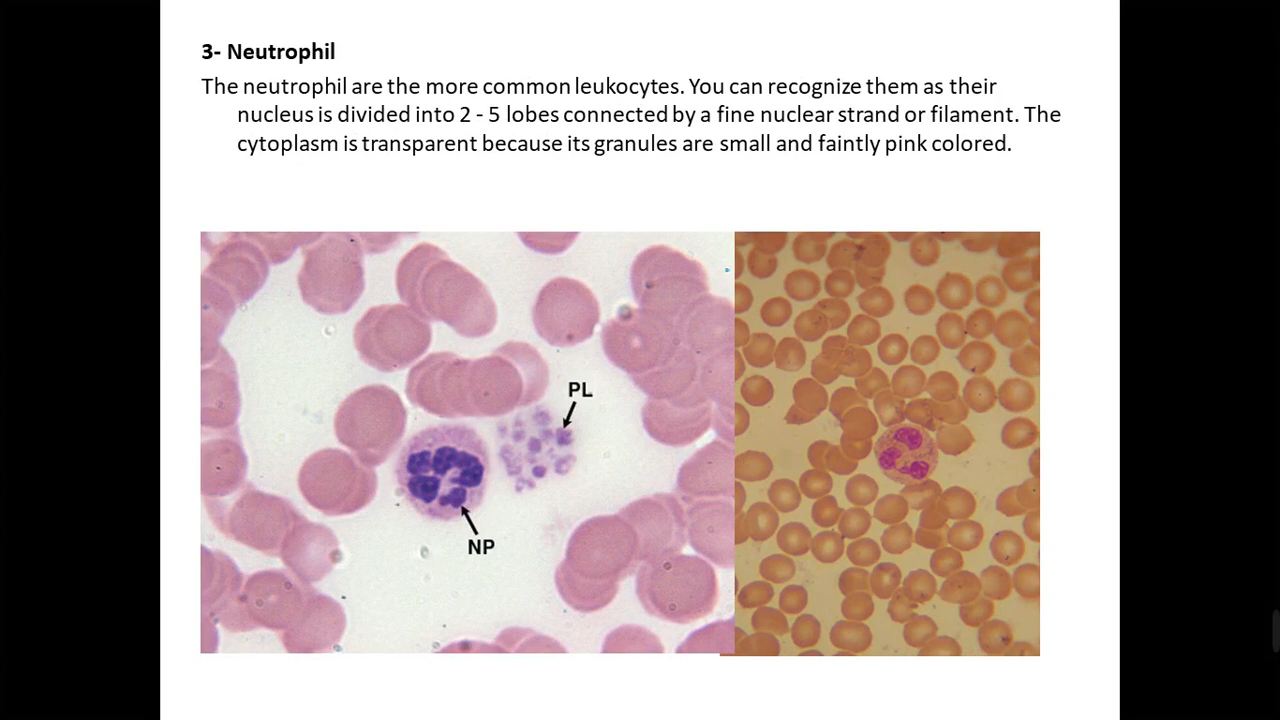 3- Neutrophil
The neutrophil are the more common leukocytes. You can recognize them as their
nucleus is divided into 2 - 5 lobes connected by a fine nuclear strand or filament. The
cytoplasm is transparent because its granules are small and faintly pink colored.
PL
NP